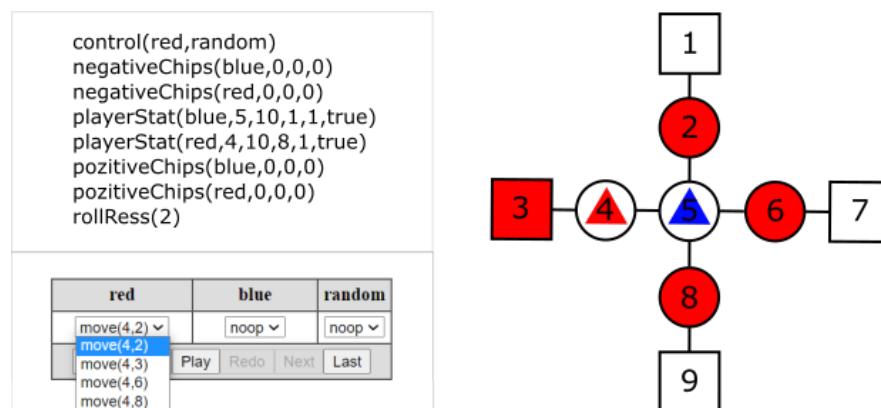 control(red,random)
negativeChips(blue,0,0,0)
negativeChips(red,0,0,0)
playerStat(blue,5,10,1,1,true)
playerStat(red,4,10,8,1,true)
pozitiveChips(blue,0,0,0)
pozitiveChips(red,0,0,0)
rollRess(2)
red blue random
move(4,2) noop noop
move(4,2)
move(4,3) Play Redo Next Last
move(4,6)
move(4,8)
1
2
3 4 5 6 7
8
9